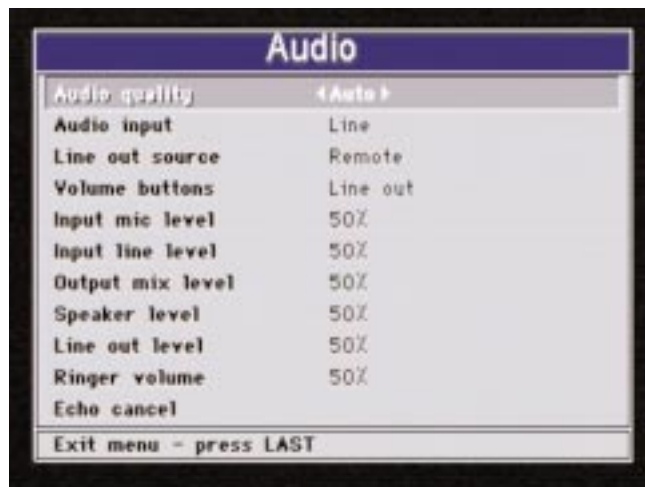 Audio
Audio quality ◂Auto▸
Audio input Line
Line out source Remote
Volume buttons Line out
Input mic level 50%
Input line level 50%
Output mix level 50%
Speaker level 50%
Line out level 50%
Ringer volume 50%
Echo cancel
Exit menu - press LAST